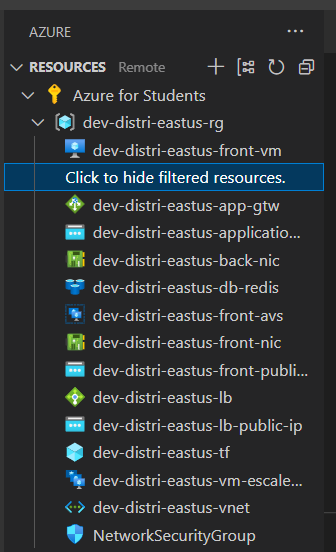 AZURE
RESOURCES Remote
Azure for Students
dev-distri-eastus-rg
dev-distri-eastus-front-vm
Click to hide filtered resources.
dev-distri-eastus-app-gtw
dev-distri-eastus-applicatio...
dev-distri-eastus-back-nic
dev-distri-eastus-db-redis
dev-distri-eastus-front-avs
dev-distri-eastus-front-nic
dev-distri-eastus-front-publi...
dev-distri-eastus-lb
dev-distri-eastus-lb-public-ip
dev-distri-eastus-tf
dev-distri-eastus-vm-escale...
dev-distri-eastus-vnet
NetworkSecurityGroup